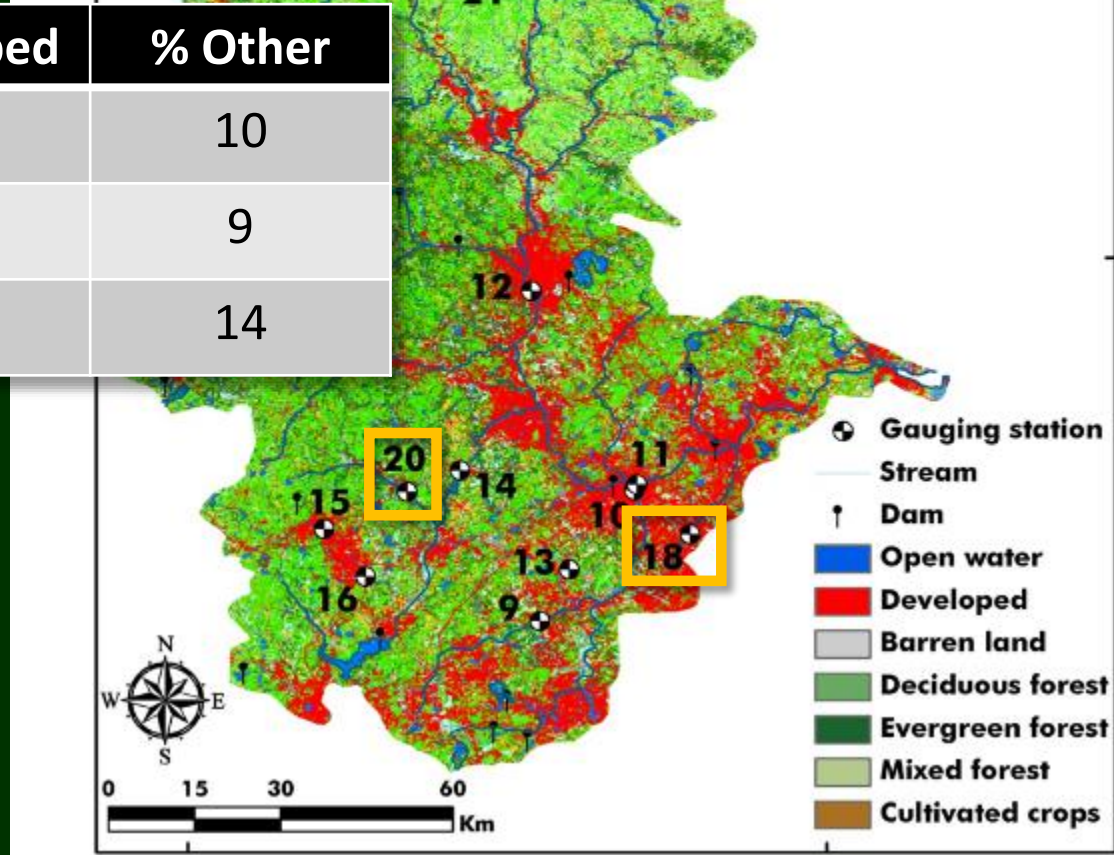 % Other
10
9
14
12
11
Gauging station
20
14
Stream
15
10
Dam
18
Open water
13
16
9
Developed
Barren land
N
Deciduous forest
W E
Evergreen forest
S
Mixed forest
0 15 30 60
Km
Cultivated crops